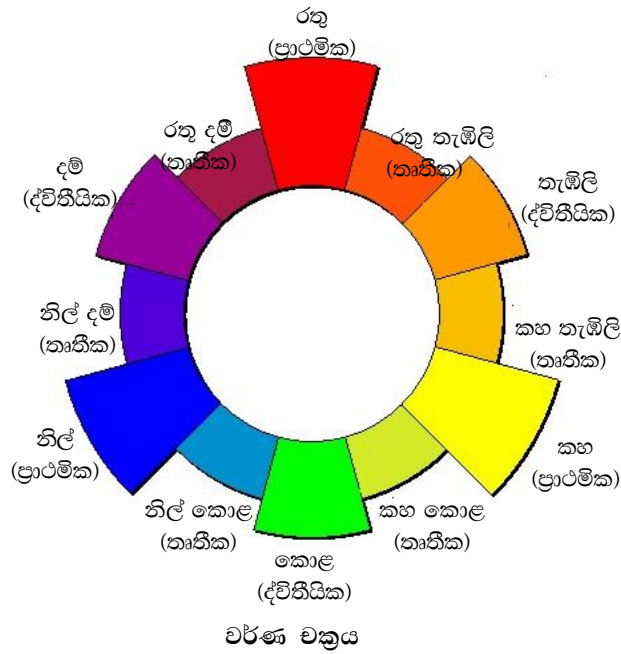 රතු
(ප්‍රාථමික)
රතු දමී
(තෘතීක)
රතු තැඹිලි
(තෘතීක)
දම්
(ද්විතීයික)
තැඹිලි
(ද්විතීයික)
නිල් දම්
(තෘතීක)
කහ තැඹිලි
(තෘතීක)
නිල්
(ප්‍රාථමික)
කහ
(ප්‍රාථමික)
නිල් කොළ
(තෘතීක)
කහ කොළ
(තෘතීක)
කොළ
(ද්විතීයික)
වර්ණ චක්‍රය